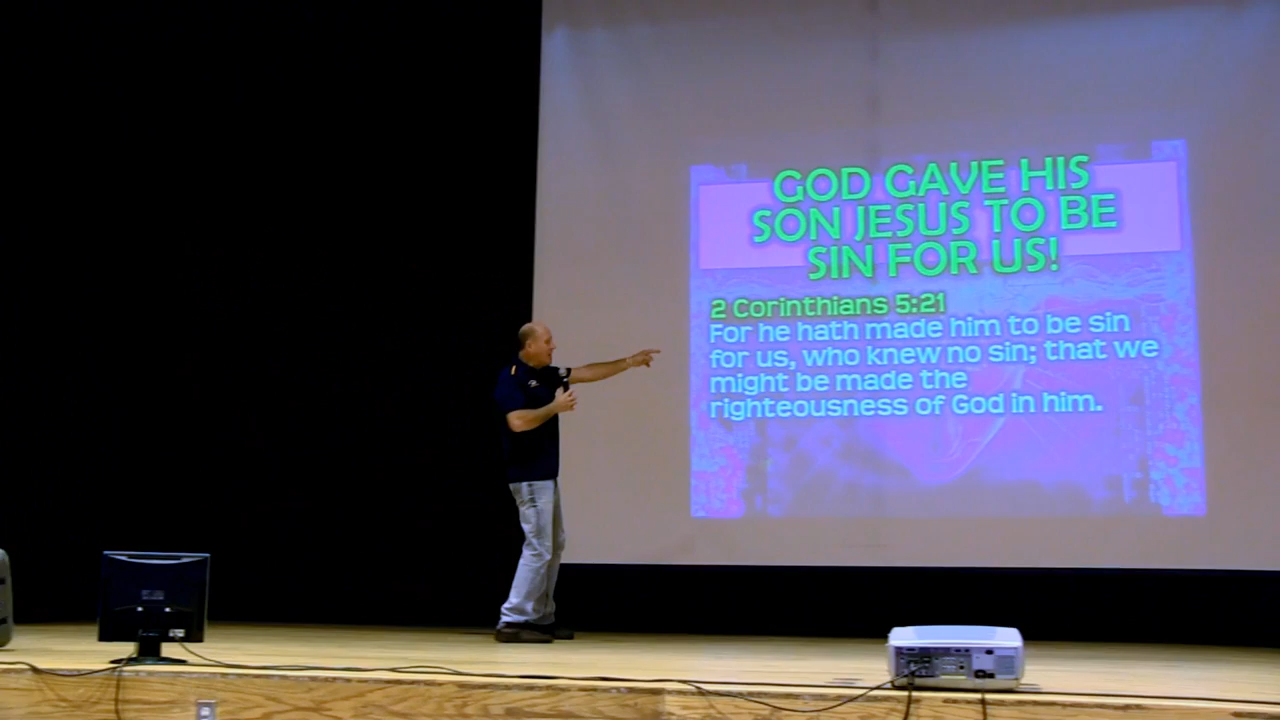 GOD GAVE HIS
SON JESUS TO BE
SIN FOR US!
2 Corinthians 5:21
For he hath made him to be sin
for us, who knew no sin; that we
might be made the
righteousness of God in him.